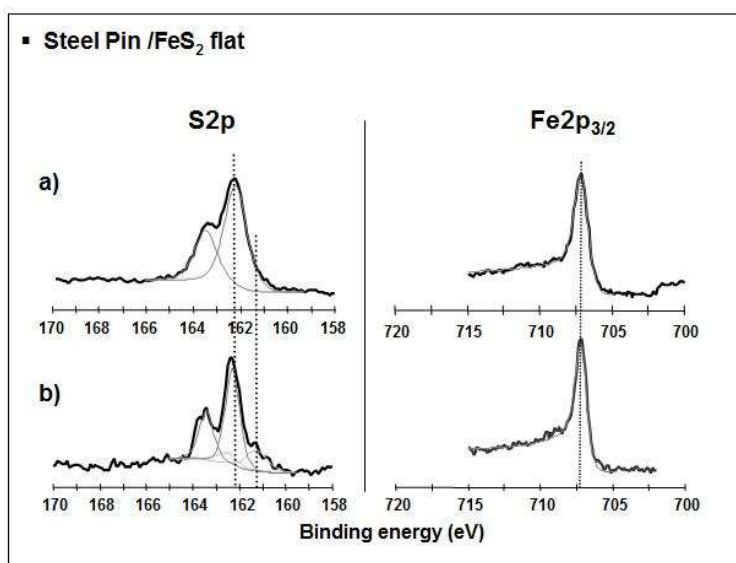 ▪ Steel Pin /FeS₂ flat
S2p
Fe2p₃/₂
a)
170 168 166 164 162 160 158
720 715 710 705 700
b)
170 168 166 164 162 160 158
720 715 710 705 700
Binding energy (eV)